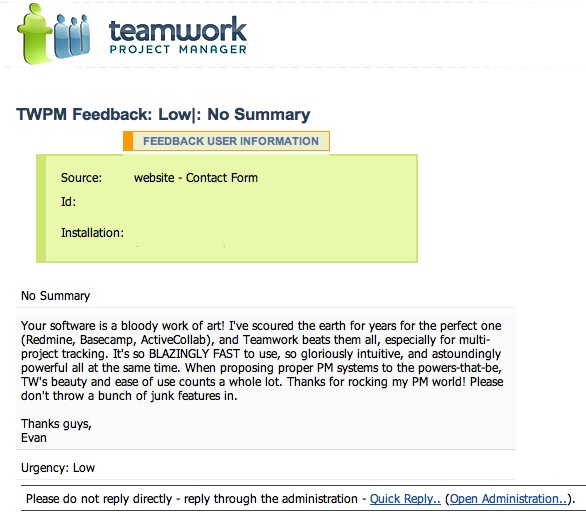 teamwork
PROJECT MANAGER
TWPM Feedback: Low|: No Summary
FEEDBACK USER INFORMATION
Source: website - Contact Form
Id:
Installation:
No Summary
Your software is a bloody work of art! I've scoured the earth for years for the perfect one
(Redmine, Basecamp, ActiveCollab), and Teamwork beats them all, especially for multi-
project tracking. It's so BLAZINGLY FAST to use, so gloriously intuitive, and astoundingly
powerful all at the same time. When proposing proper PM systems to the powers-that-be,
TW's beauty and ease of use counts a whole lot. Thanks for rocking my PM world! Please
don't throw a bunch of junk features in.
Thanks guys,
Evan
Urgency: Low
Please do not reply directly - reply through the administration - Quick Reply.. (Open Administration..).